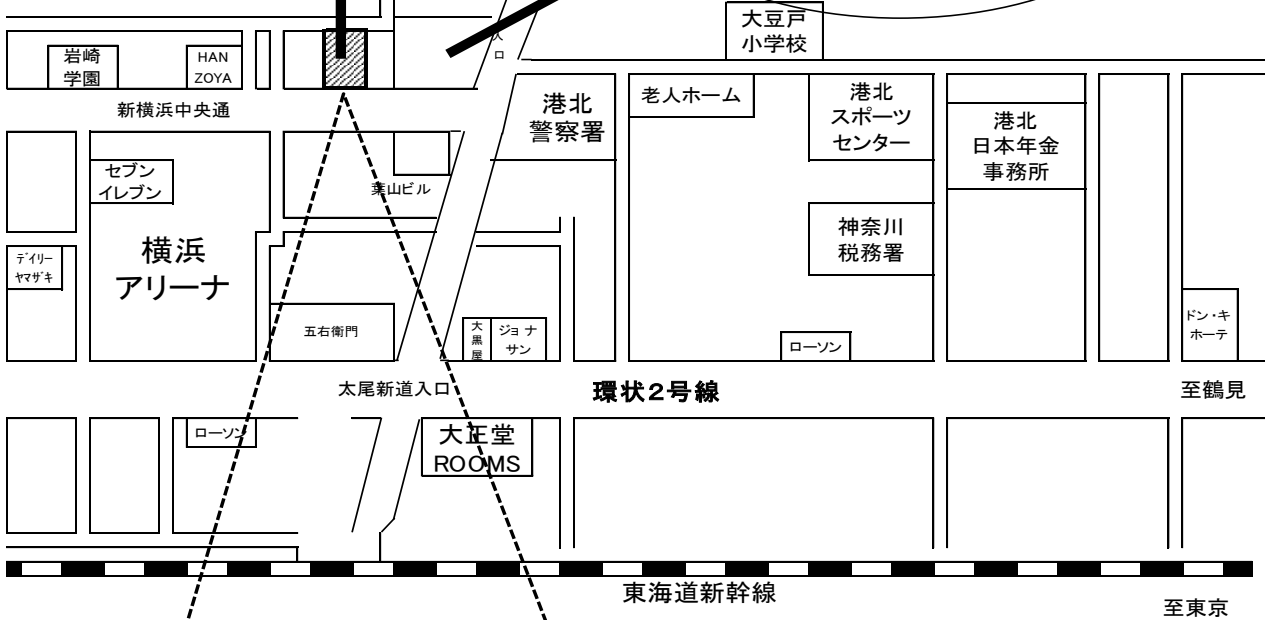 大豆戸
小学校
入
口
岩崎
学園
HAN
ZOYA
新横浜中央通
港北
警察署
老人ホーム
港北
スポーツ
センター
港北
日本年金
事務所
セブン
イレブン
葉山ビル
横浜
アリーナ
デイリー
ヤマザキ
神奈川
税務署
五右衛門
大
黒
屋
ジョナ
サン
ローソン
ドン・キ
ホーテ
太尾新道入口
環状2号線
至鶴見
ローソン
大正堂
ROOMS
東海道新幹線
至東京